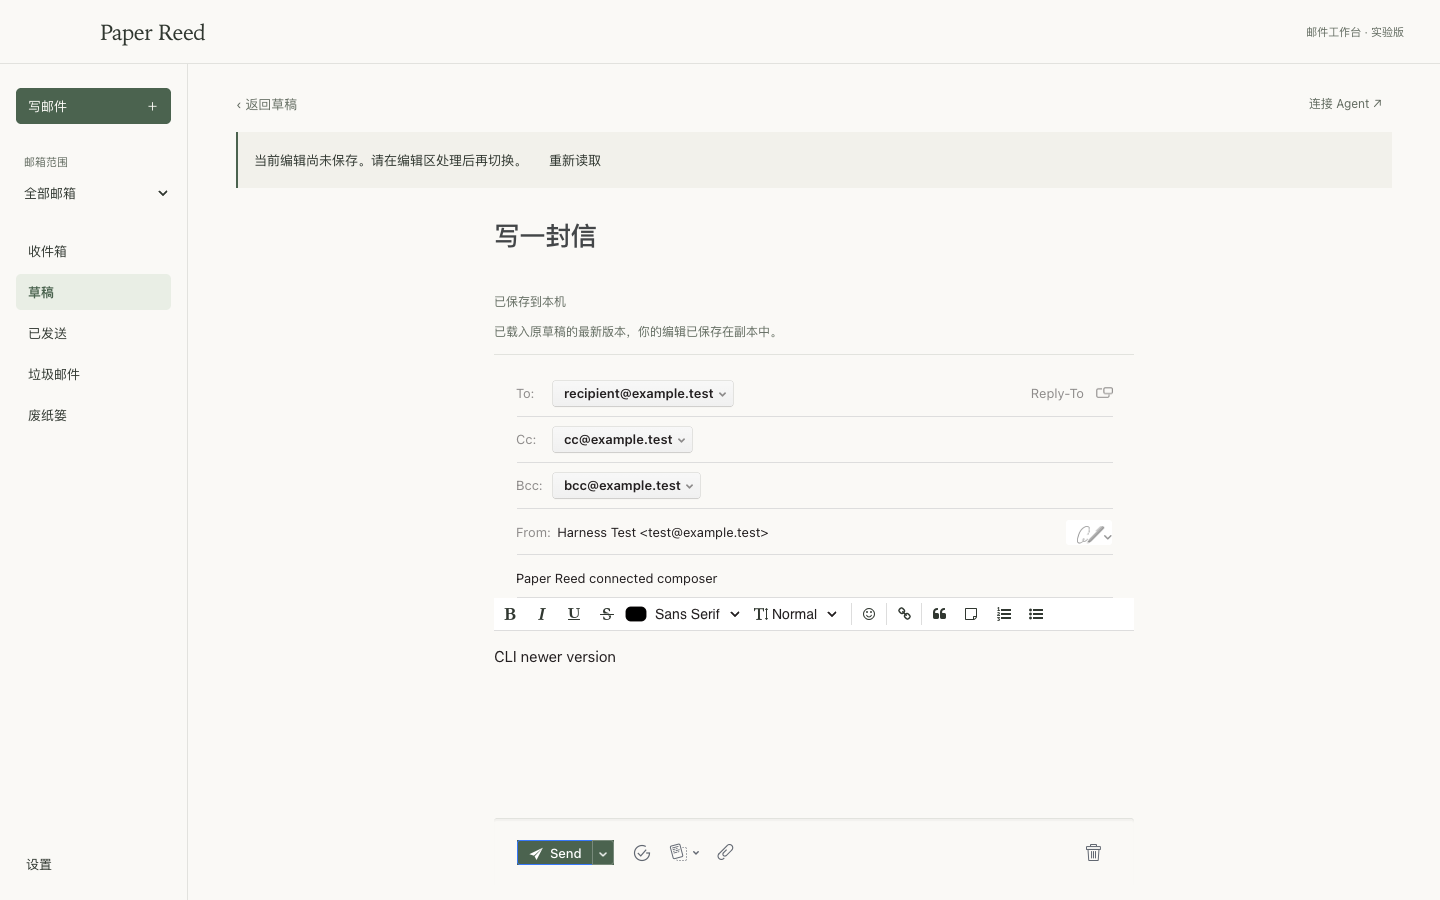 Paper Reed
邮件工作台 · 实验版
写邮件 +
邮箱范围
全部邮箱
收件箱
草稿
已发送
垃圾邮件
废纸篓
设置
‹ 返回草稿
连接 Agent ↗
当前编辑尚未保存。请在编辑区处理后再切换。 重新读取
写一封信
已保存到本机
已载入原草稿的最新版本，你的编辑已保存在副本中。
To: recipient@example.test Reply-To
Cc: cc@example.test
Bcc: bcc@example.test
From: Harness Test <test@example.test>
Paper Reed connected composer
B I U S Sans Serif Normal
CLI newer version
Send